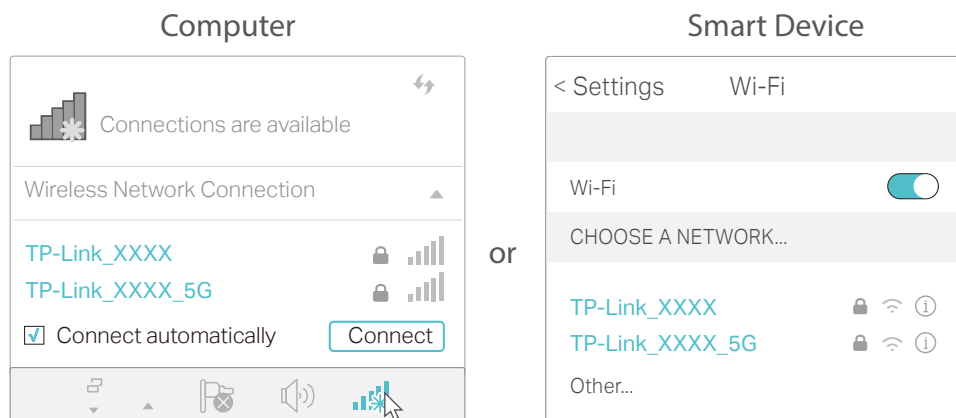 Computer
Connections are available
Wireless Network Connection
TP-Link_XXXX
TP-Link_XXXX_5G
Connect automatically
Connect
or
Smart Device
< Settings
Wi-Fi
Wi-Fi
CHOOSE A NETWORK...
TP-Link_XXXX
TP-Link_XXXX_5G
Other...